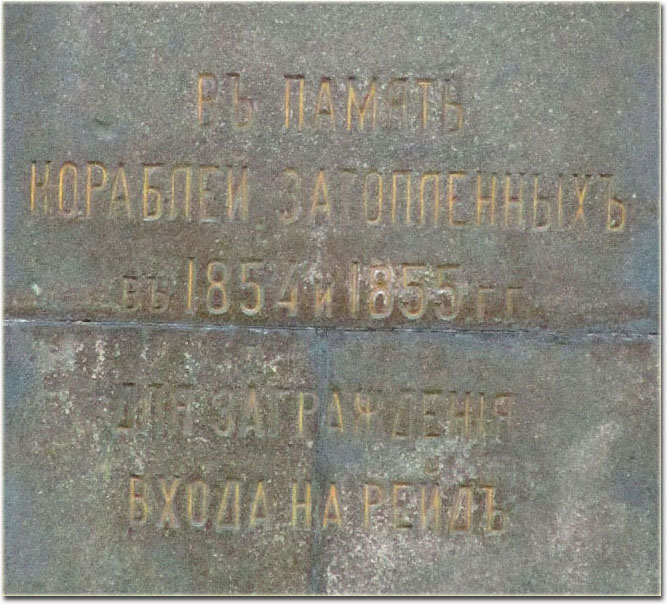 ВЪ ПАМЯТЬ
КОРАБЛЕЙ ЗАТОПЛЕННЫХЪ
ВЪ 1854 И 1855 Г.Г.
ДЛЯ ЗАГРАЖДЕНІЯ
ВХОДА НА РЕЙДЪ